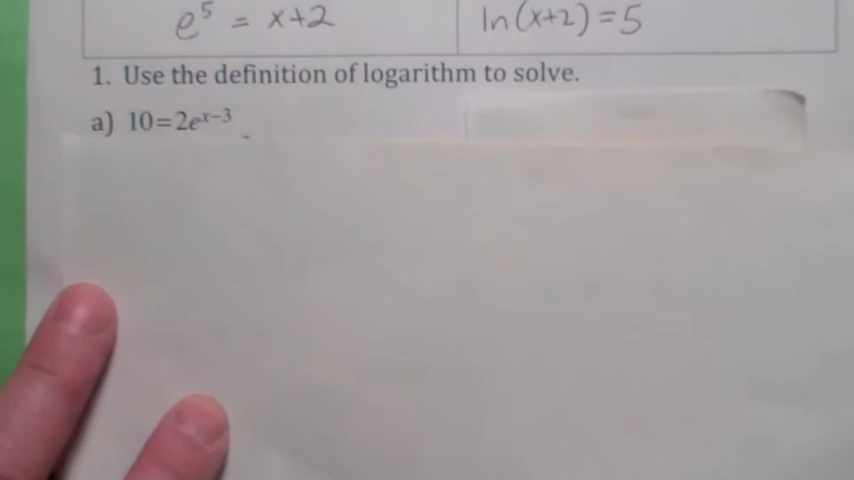 e⁵ = x+2
ln(x+2) = 5
1. Use the definition of logarithm to solve.
a) 10=2eˣ⁻³